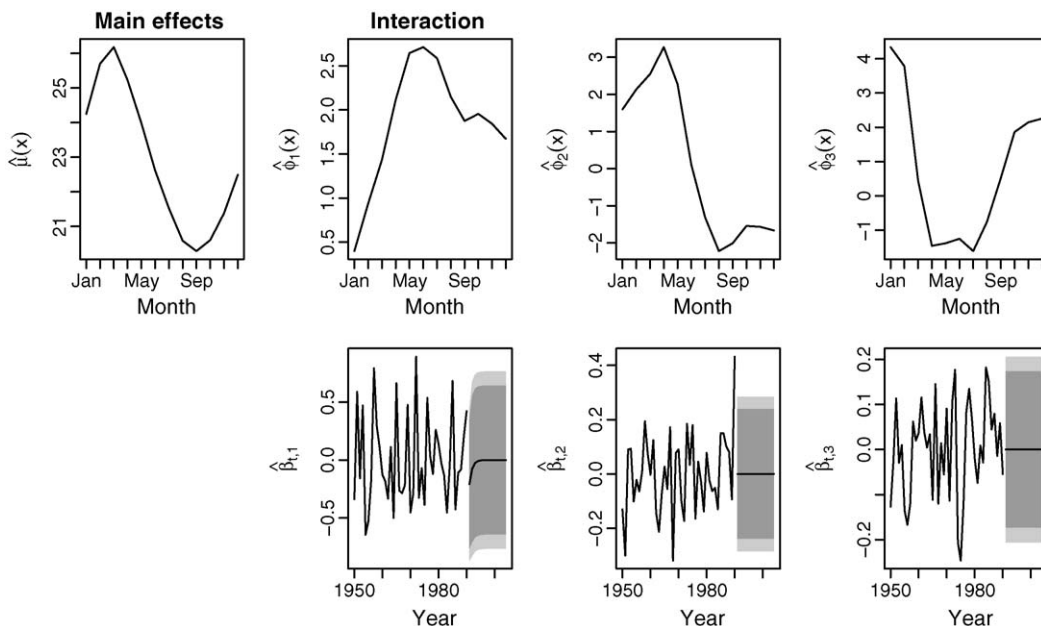 Main effects
Interaction
μ̂(x)
21 23 25
Jan May Sep
Month
ϕ̂₁(x)
0.5 1.0 1.5 2.0 2.5
Jan May Sep
Month
ϕ̂₂(x)
−2 −1 0 1 2 3
Jan May Sep
Month
ϕ̂₃(x)
−1 0 1 2 3 4
Jan May Sep
Month
β̂t,1
−0.5 0.0 0.5
1950 1980
Year
β̂t,2
−0.2 0.0 0.2 0.4
1950 1980
Year
β̂t,3
−0.2 0.0 0.1 0.2
1950 1980
Year